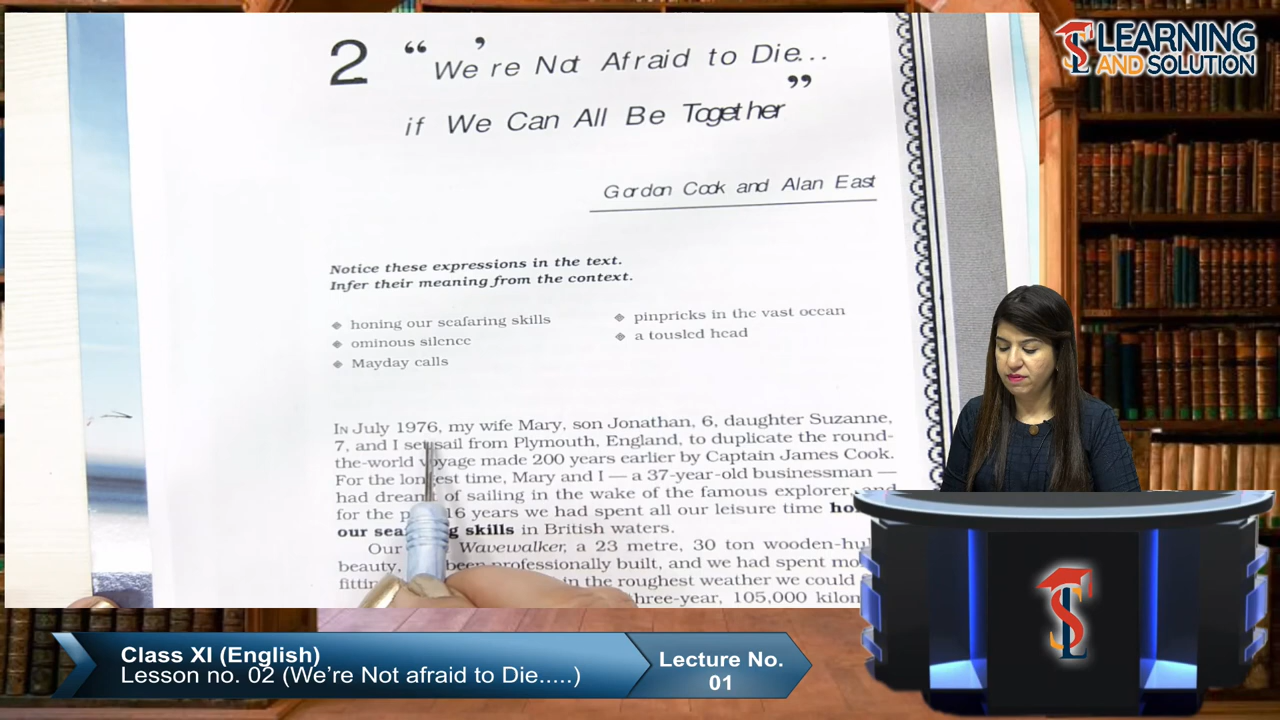 LEARNING
AND SOLUTION
2 “We’re Not Afraid to Die...
if We Can All Be Together”
Gordon Cook and Alan East
Notice these expressions in the text.
Infer their meaning from the context.
❖ honing our seafaring skills
❖ ominous silence
❖ Mayday calls
❖ pinpricks in the vast ocean
❖ a tousled head
IN July 1976, my wife Mary, son Jonathan, 6, daughter Suzanne,
7, and I set sail from Plymouth, England, to duplicate the round-
the-world voyage made 200 years earlier by Captain James Cook.
For the longest time, Mary and I — a 37-year-old businessman —
had dreamt of sailing in the wake of the famous explorer, and
for the 16 years we had spent all our leisure time
our skills in British waters.
Our Wavewalker, a 23 metre, 30 ton wooden-
beauty, been professionally built, and we had spent
in the roughest weather we could
three-year, 105,000
Class XI (English)
Lesson no. 02 (We’re Not afraid to Die.....)
Lecture No.
01